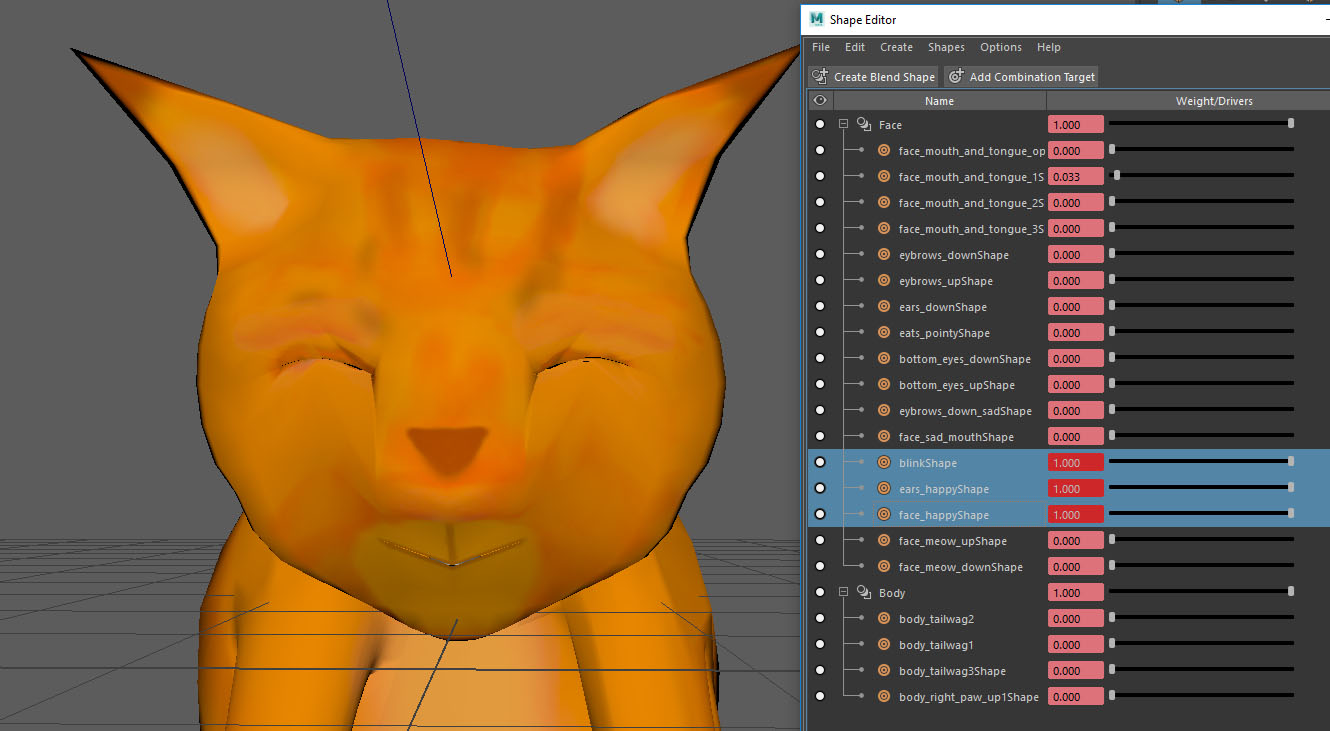 M Shape Editor
File Edit Create Shapes Options Help
Create Blend Shape Add Combination Target
Name Weight/Drivers
Face 1.000
face_mouth_and_tongue_op 0.000
face_mouth_and_tongue_1S 0.033
face_mouth_and_tongue_2S 0.000
face_mouth_and_tongue_3S 0.000
eybrows_downShape 0.000
eybrows_upShape 0.000
ears_downShape 0.000
eats_pointyShape 0.000
bottom_eyes_downShape 0.000
bottom_eyes_upShape 0.000
eybrows_down_sadShape 0.000
face_sad_mouthShape 0.000
blinkShape 1.000
ears_happyShape 1.000
face_happyShape 1.000
face_meow_upShape 0.000
face_meow_downShape 0.000
Body 1.000
body_tailwag2 0.000
body_tailwag1 0.000
body_tailwag3Shape 0.000
body_right_paw_up1Shape 0.000